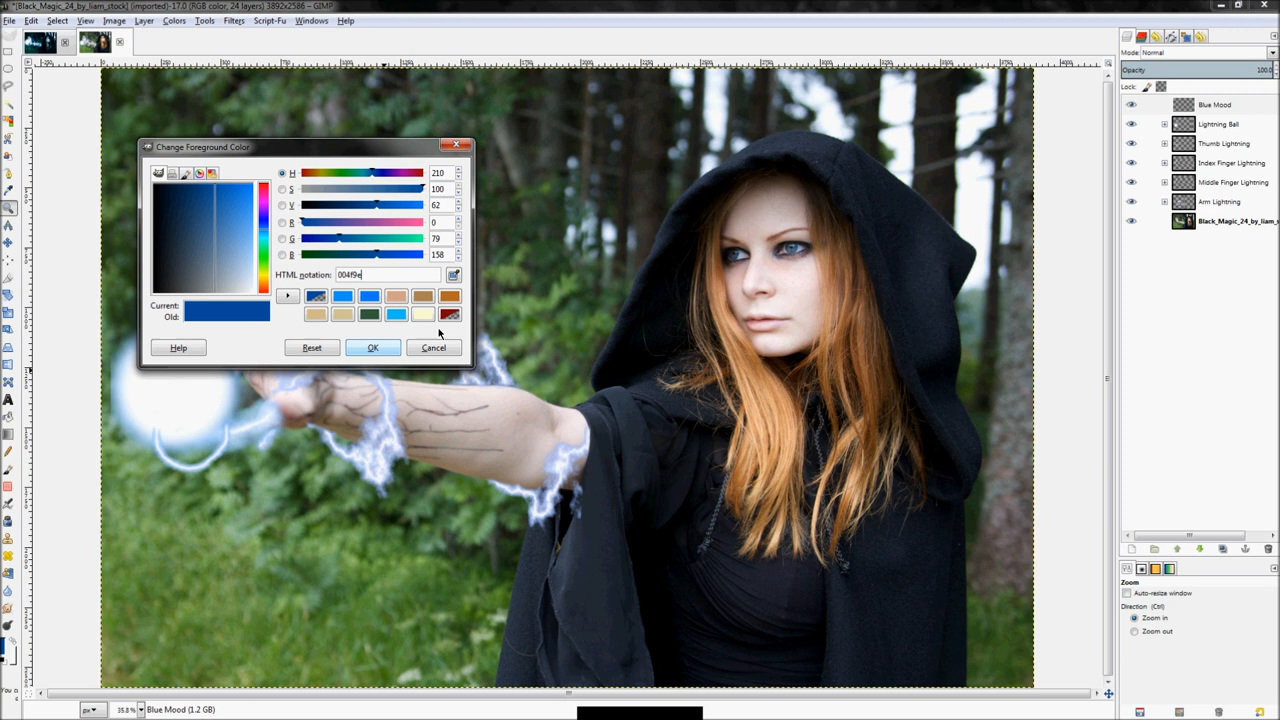 *[Black_Magic_24_by_liam_stock] (imported)-17.0 (RGB color, 24 layers) 3892x2586 – GIMP
File Edit Select View Image Layer Colors Tools Filters Script-Fu Windows Help
Mode: Normal
Opacity 100.0
Lock:
Blue Mood
Lightning Ball
Thumb Lightning
Index Finger Lightning
Middle Finger Lightning
Arm Lightning
Black_Magic_24_by_liam_
Change Foreground Color
H 210
S 100
V 62
R 0
G 79
B 158
HTML notation: 004f9e
Current:
Old:
Help Reset OK Cancel
Zoom
Auto-resize window
Direction (Ctrl)
Zoom in
Zoom out
You
px 35.8 % Blue Mood (1.2 GB)